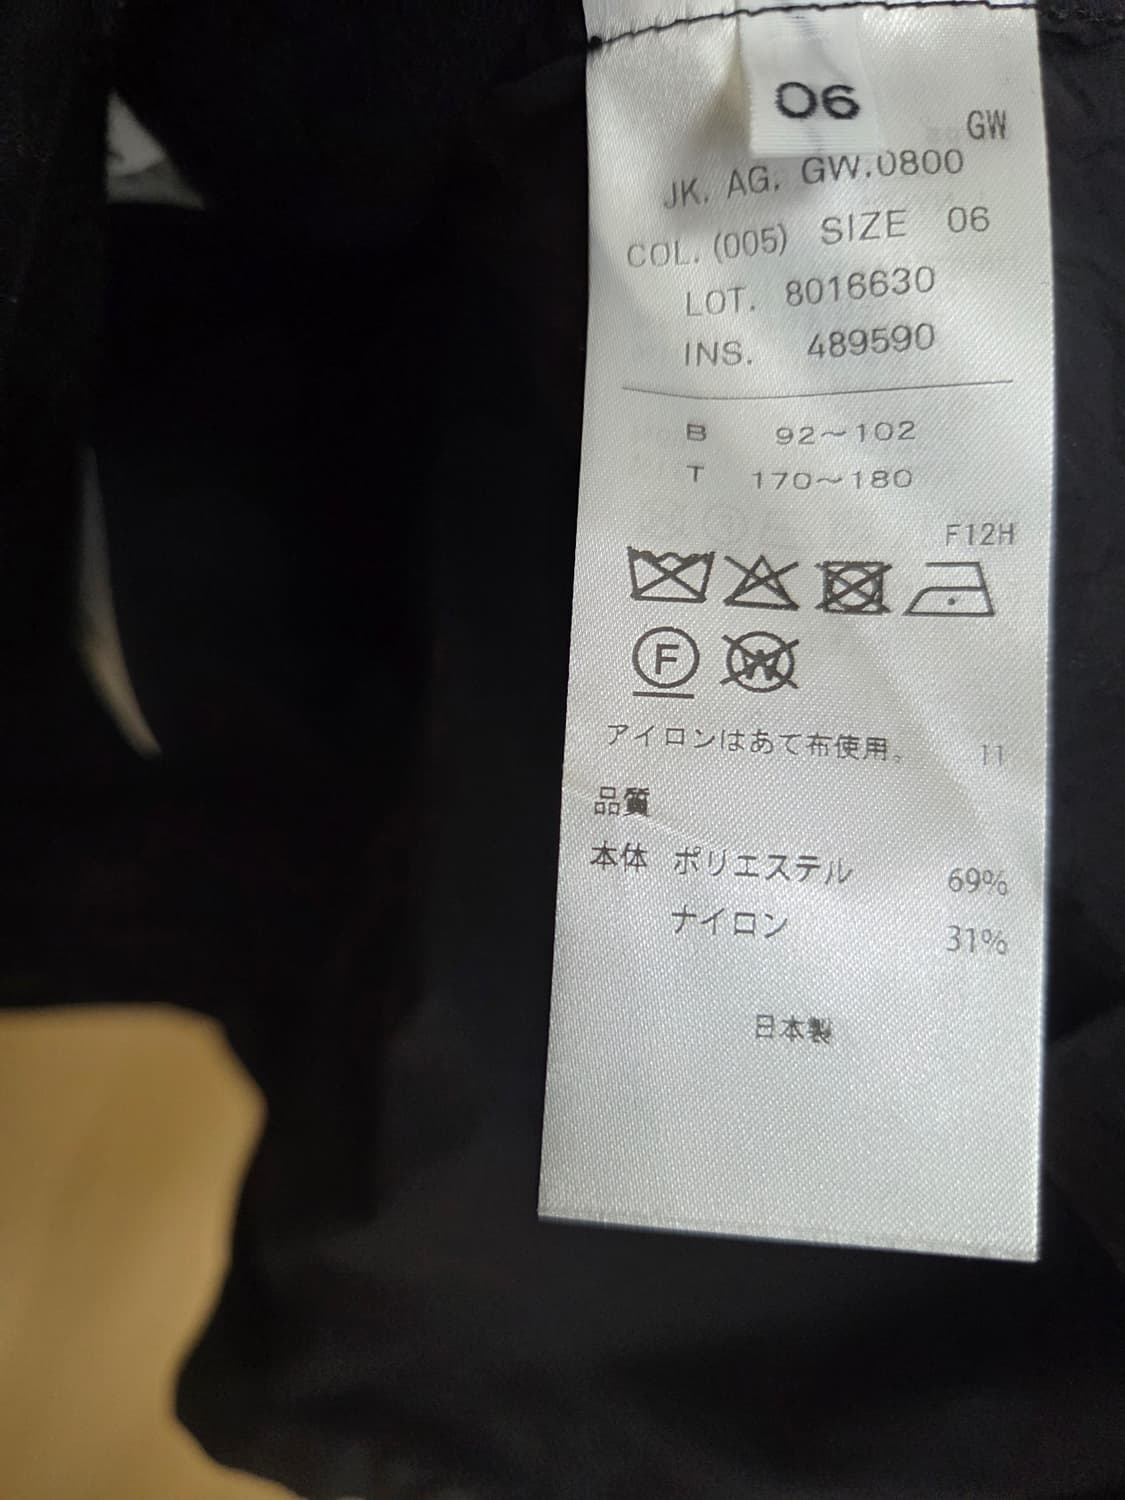 06
GW
JK. AG. GW.0800
COL. (005) SIZE 06
LOT. 8016630
INS. 489590
B 92～102
T 170～180
F12H
F W
アイロンはあて布使用。 11
品質
本体 ポリエステル 69%
ナイロン 31%
日本製